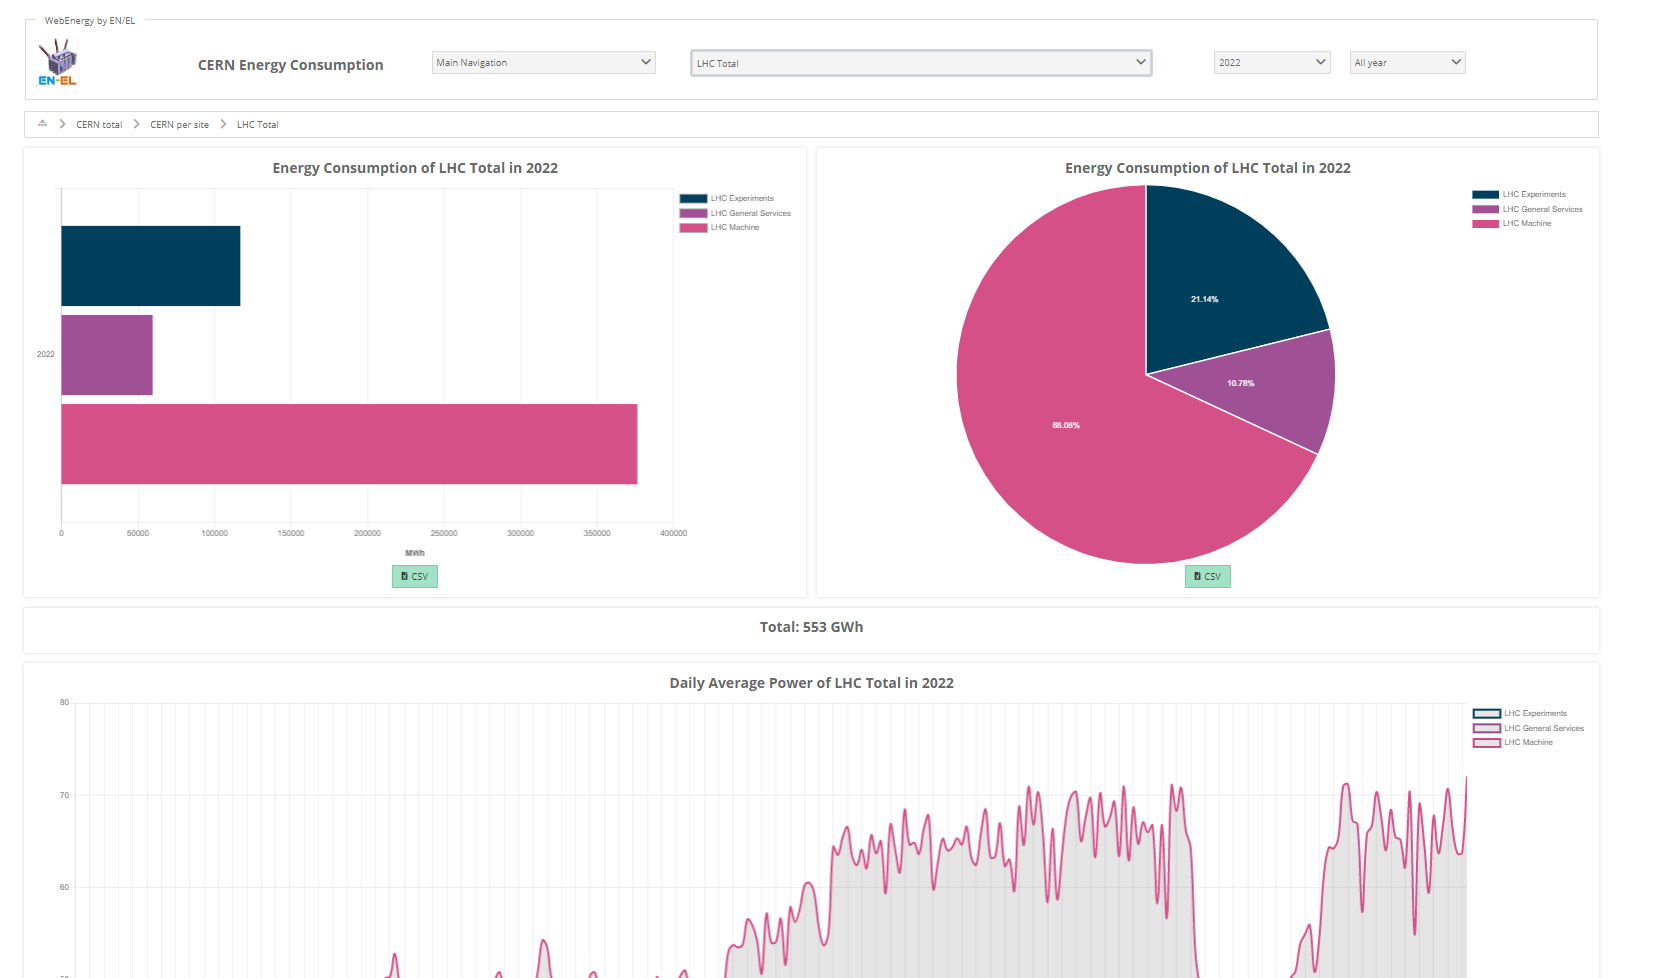 WebEnergy by EN/EL
EN-EL
CERN Energy Consumption
Main Navigation
LHC Total
2022
All year
CERN total
CERN per site
LHC Total
Energy Consumption of LHC Total in 2022
LHC Experiments
LHC General Services
LHC Machine
2022
0 50000 100000 150000 200000 250000 300000 350000 400000
MWh
CSV
Energy Consumption of LHC Total in 2022
LHC Experiments
LHC General Services
LHC Machine
21.14%
10.78%
68.08%
CSV
Total: 553 GWh
Daily Average Power of LHC Total in 2022
80
LHC Experiments
LHC General Services
LHC Machine
70
60